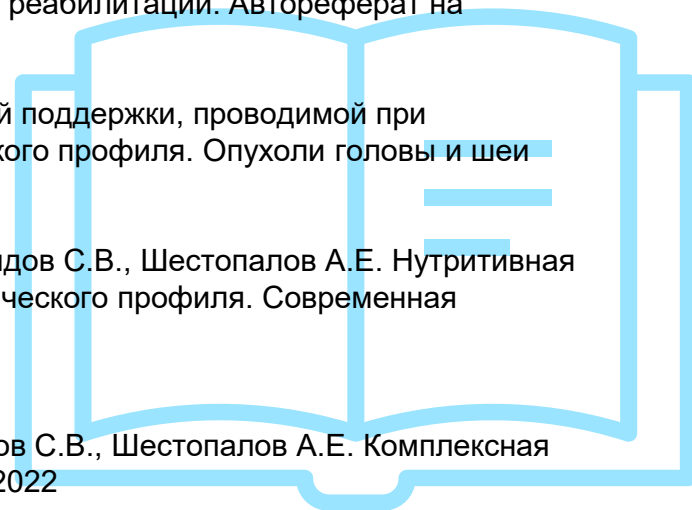 реабилитации. Автореферат на
й поддержки, проводимой при
кого профиля. Опухоли головы и шеи
дов С.В., Шестопалов А.Е. Нутритивная
ческого профиля. Современная
ов С.В., Шестопалов А.Е. Комплексная
2022